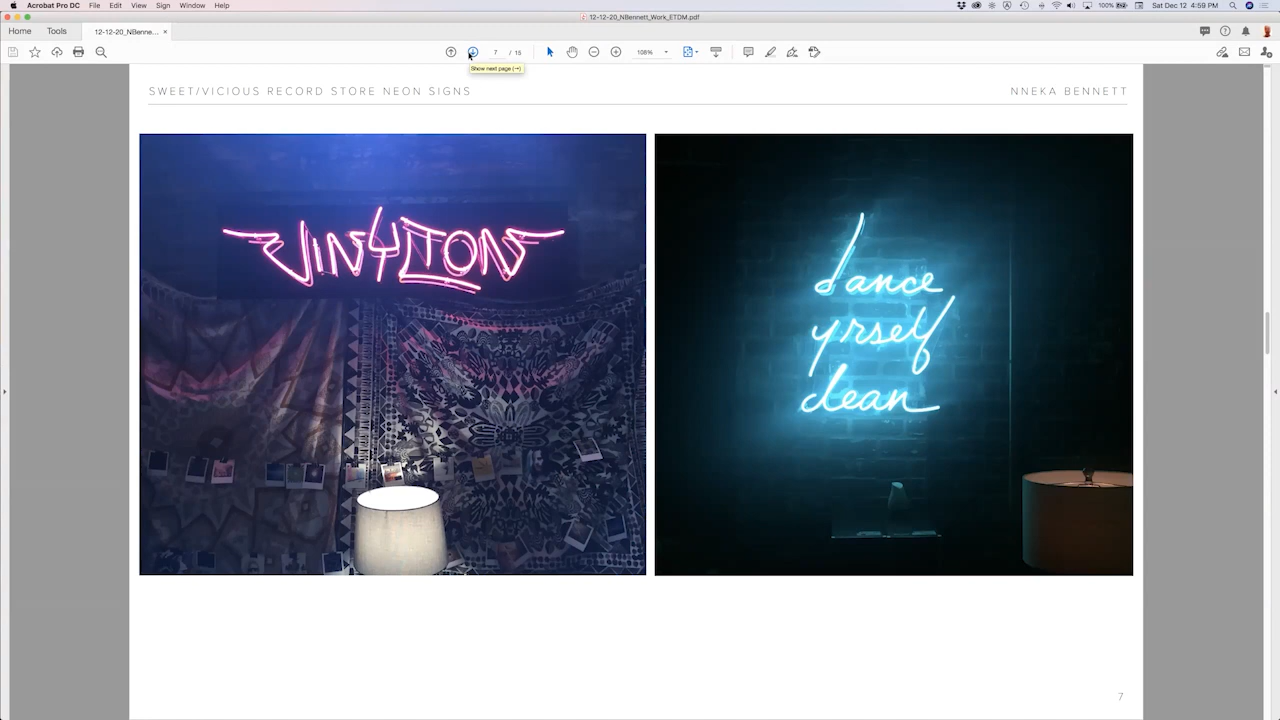 Acrobat Pro DC File Edit View Sign Window Help
100% Sat Dec 12 4:59 PM
12-12-20_NBennett_Work_ETDM.pdf
Home Tools 12-12-20_NBenne... ×
7 / 15 108%
Show next page (→)
SWEET/VICIOUS RECORD STORE NEON SIGNS
NNEKA BENNETT
VINYLTON
dance
yrself
clean
7